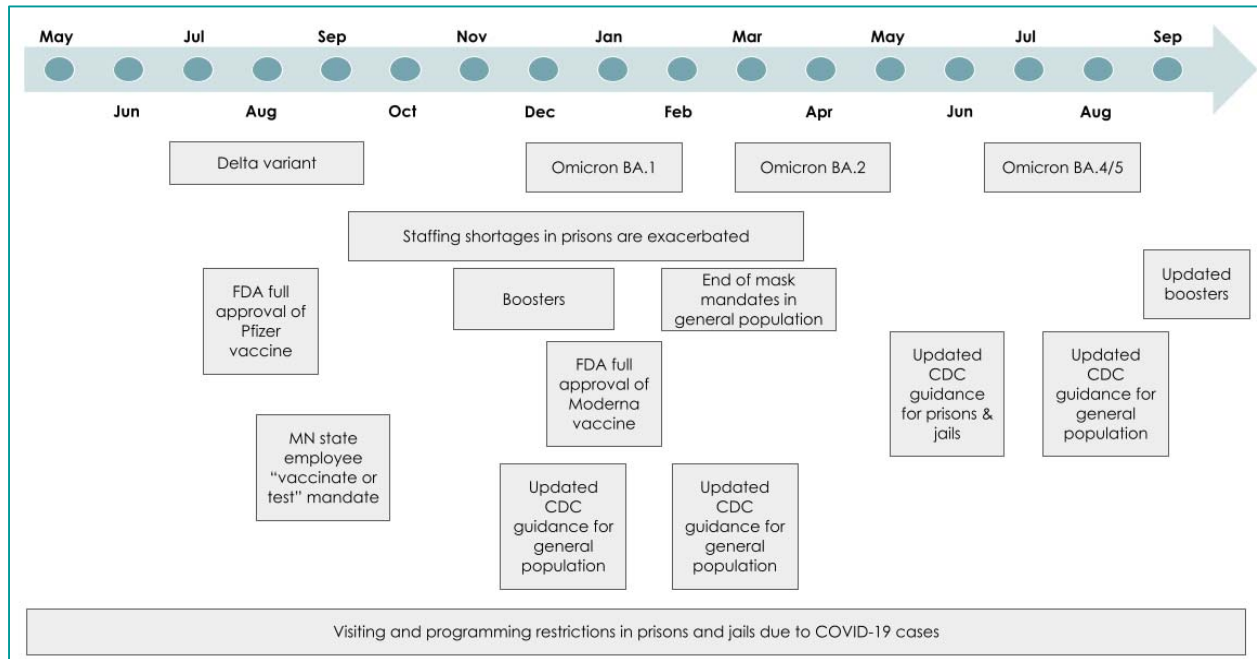 May Jul Sep Nov Jan Mar May Jul Sep
Jun Aug Oct Dec Feb Apr Jun Aug
Delta variant
Omicron BA.1
Omicron BA.2
Omicron BA.4/5
Staffing shortages in prisons are exacerbated
FDA full
approval of
Pfizer
vaccine
Boosters
End of mask
mandates in
general population
Updated
boosters
FDA full
approval of
Moderna
vaccine
Updated
CDC
guidance
for prisons &
jails
Updated
CDC
guidance for
general
population
MN state
employee
“vaccinate or
test” mandate
Updated
CDC
guidance for
general
population
Updated
CDC
guidance for
general
population
Visiting and programming restrictions in prisons and jails due to COVID-19 cases